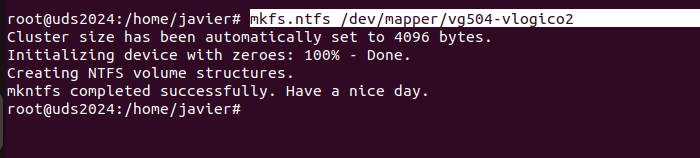 root@uds2024:/home/javier# mkfs.ntfs /dev/mapper/vg504-vlogico2
Cluster size has been automatically set to 4096 bytes.
Initializing device with zeroes: 100% - Done.
Creating NTFS volume structures.
mkntfs completed successfully. Have a nice day.
root@uds2024:/home/javier#